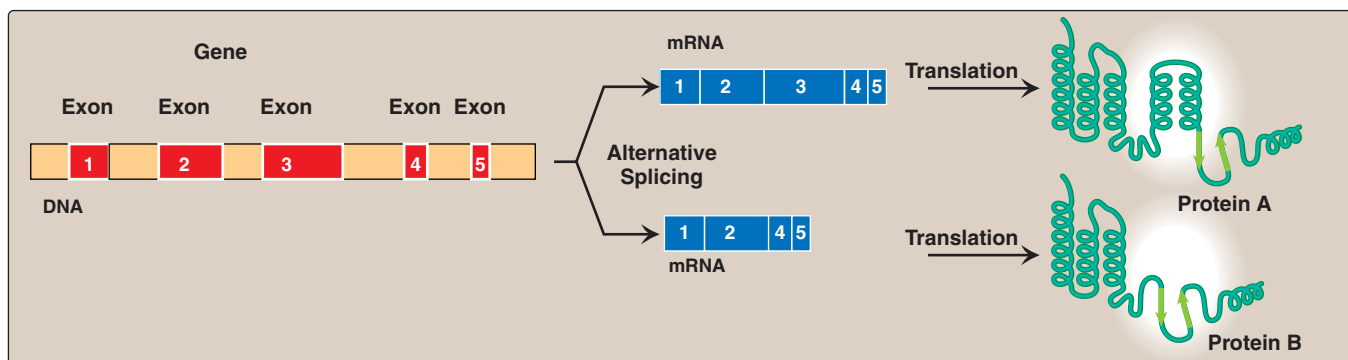 Gene
Exon Exon Exon Exon Exon
1 2 3 4 5
DNA
Alternative
Splicing
mRNA
1 2 3 4 5
Translation
Protein A
1 2 4 5
mRNA
Translation
Protein B